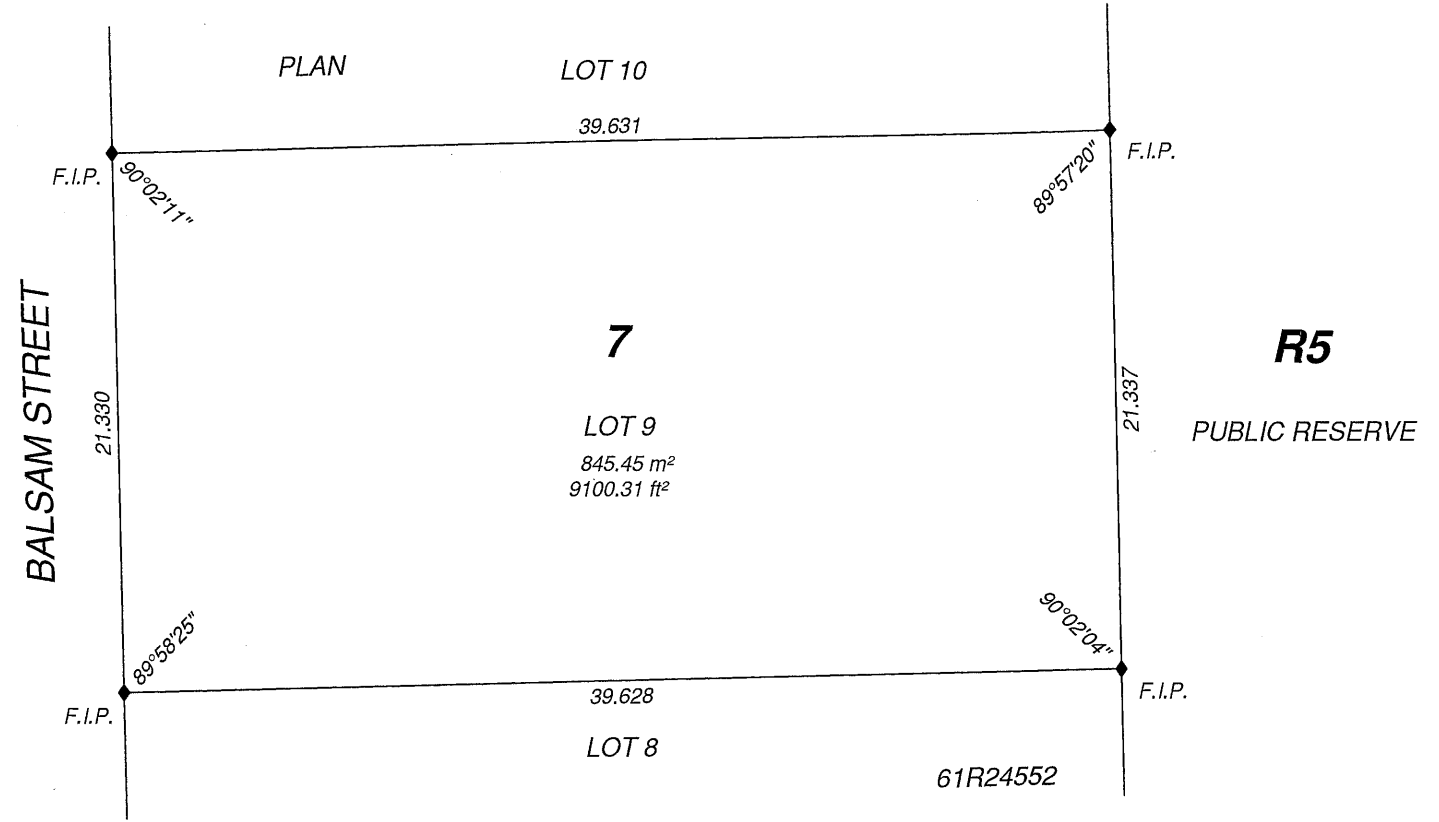 PLAN
LOT 10
39.631
F.I.P.
90°02'11"
89°57'20"
F.I.P.
BALSAM STREET
21.330
7
LOT 9
845.45 m²
9100.31 ft²
21.337
R5
PUBLIC RESERVE
89°58'25"
90°02'04"
F.I.P.
39.628
F.I.P.
LOT 8
61R24552